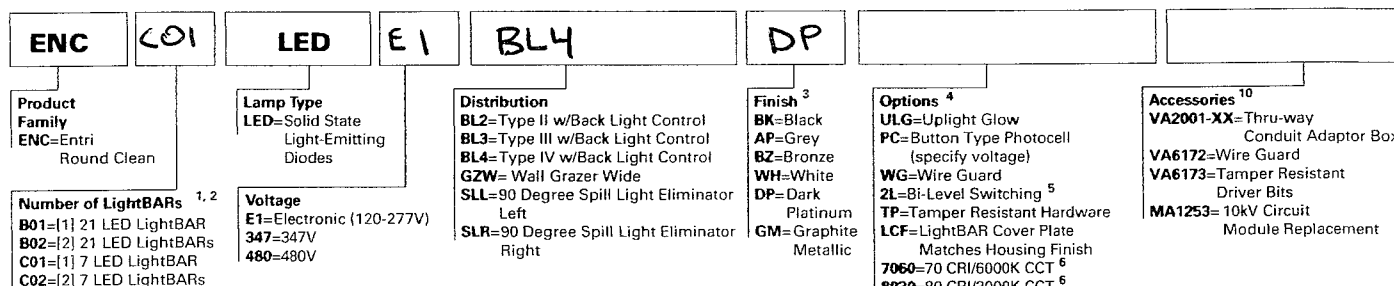 ENC C01 LED E1 BL4 DP
Product
Family
ENC=Entri
Round Clean
Number of LightBARs 1, 2
B01=[1] 21 LED LightBAR
B02=[2] 21 LED LightBARs
C01=[1] 7 LED LightBAR
C02=[2] 7 LED LightBARs
Lamp Type
LED=Solid State
Light-Emitting
Diodes
Voltage
E1=Electronic (120-277V)
347=347V
480=480V
Distribution
BL2=Type II w/Back Light Control
BL3=Type III w/Back Light Control
BL4=Type IV w/Back Light Control
GZW= Wall Grazer Wide
SLL=90 Degree Spill Light Eliminator
Left
SLR=90 Degree Spill Light Eliminator
Right
Finish 3
BK=Black
AP=Grey
BZ=Bronze
WH=White
DP=Dark
Platinum
GM=Graphite
Metallic
Options 4
ULG=Uplight Glow
PC=Button Type Photocell
(specify voltage)
WG=Wire Guard
2L=Bi-Level Switching 5
TP=Tamper Resistant Hardware
LCF=LightBAR Cover Plate
Matches Housing Finish
7060=70 CRI/6000K CCT 6
8030=80 CRI/3000K CCT 6
Accessories 10
VA2001-XX=Thru-way
Conduit Adaptor Box
VA6172=Wire Guard
VA6173=Tamper Resistant
Driver Bits
MA1253=10kV Circuit
Module Replacement